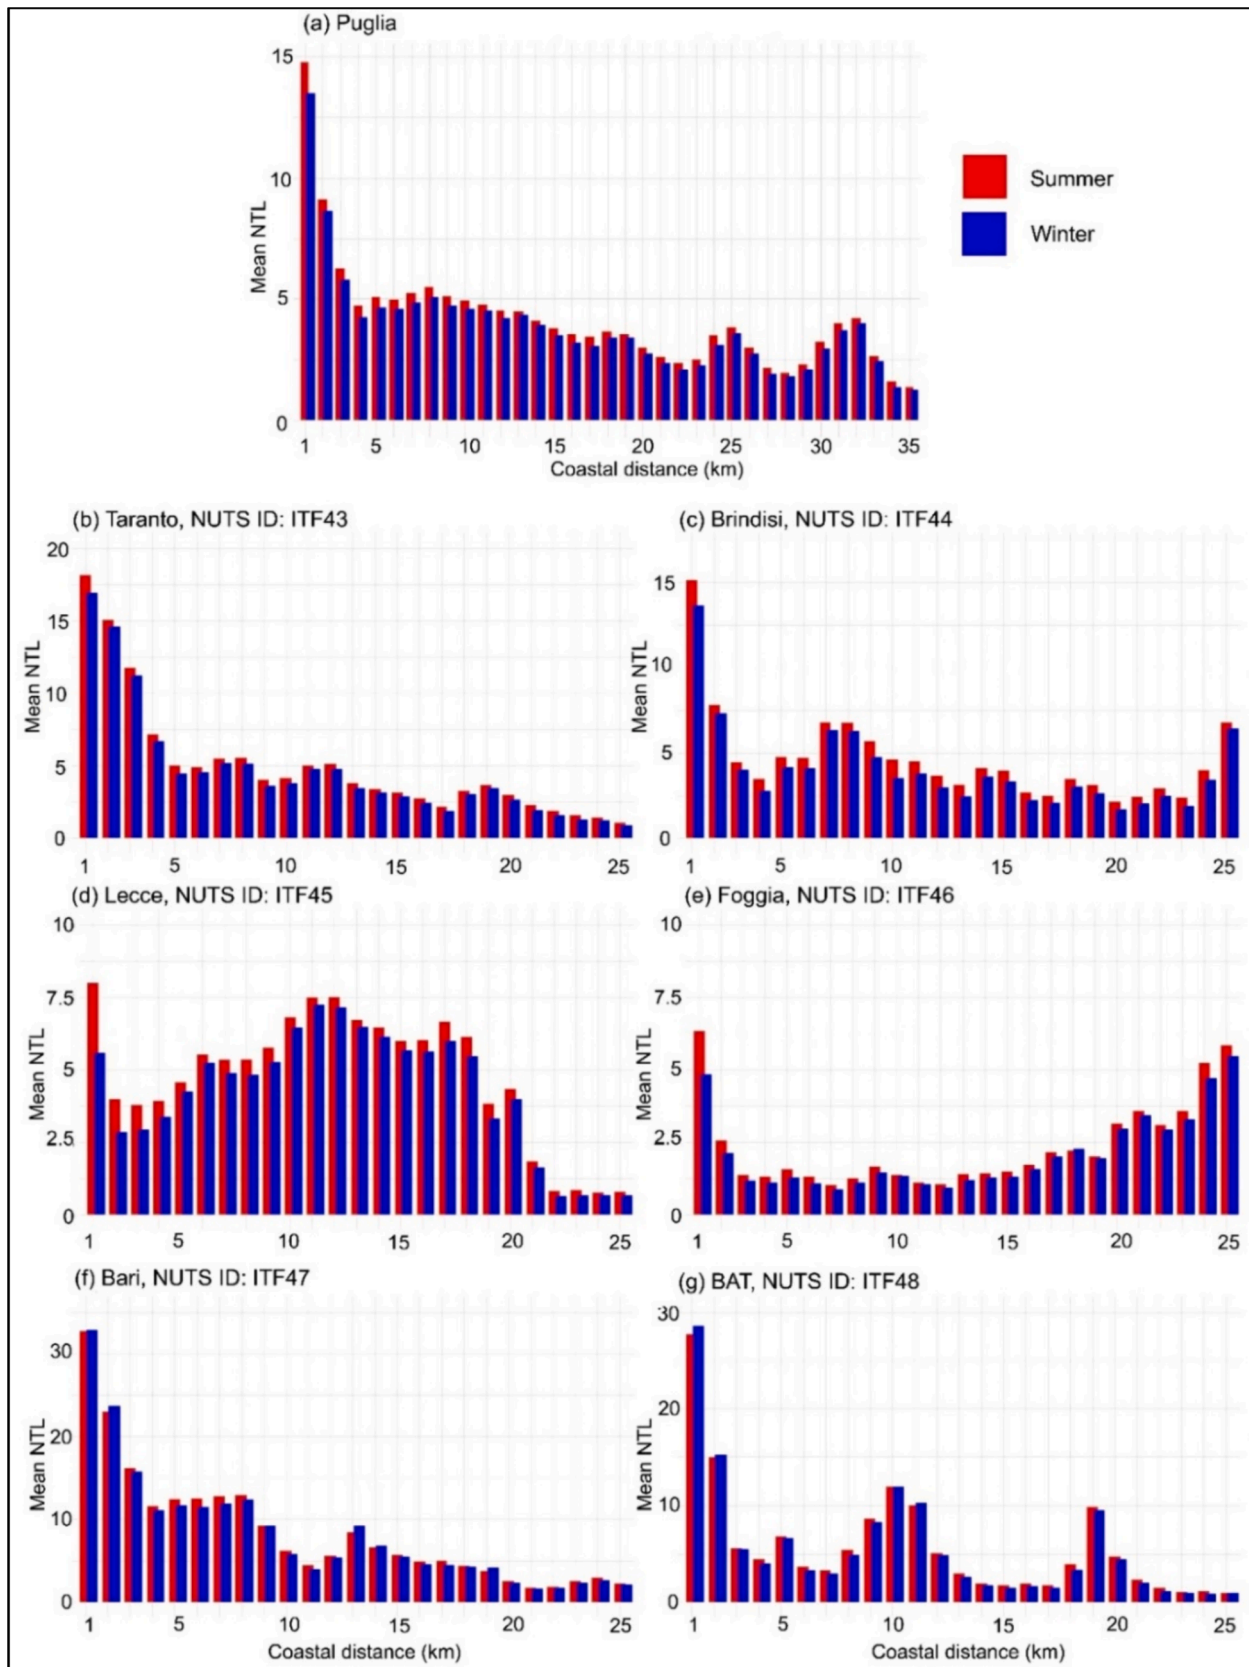 (a) Puglia
15
10
5
0
Mean NTL
1 5 10 15 20 25 30 35
Coastal distance (km)
Summer
Winter
(b) Taranto, NUTS ID: ITF43
20
15
10
5
0
Mean NTL
1 5 10 15 20 25
(c) Brindisi, NUTS ID: ITF44
15
10
5
0
Mean NTL
1 5 10 15 20 25
(d) Lecce, NUTS ID: ITF45
10
7.5
5
2.5
0
Mean NTL
1 5 10 15 20 25
(e) Foggia, NUTS ID: ITF46
10
7.5
5
2.5
0
Mean NTL
1 5 10 15 20 25
(f) Bari, NUTS ID: ITF47
30
20
10
0
Mean NTL
1 5 10 15 20 25
Coastal distance (km)
(g) BAT, NUTS ID: ITF48
30
20
10
0
Mean NTL
1 5 10 15 20 25
Coastal distance (km)